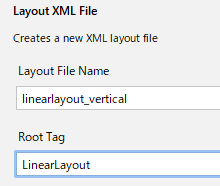 Layout XML File
Creates a new XML layout file
Layout File Name
linearlayout_vertical
Root Tag
LinearLayout